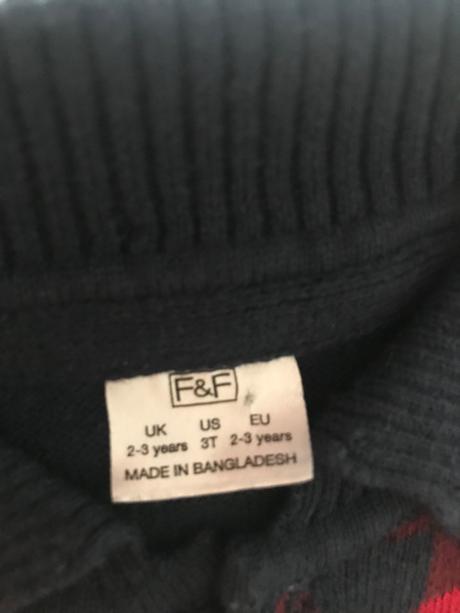 F&F
UK US EU
2-3 years 3T 2-3 years
MADE IN BANGLADESH